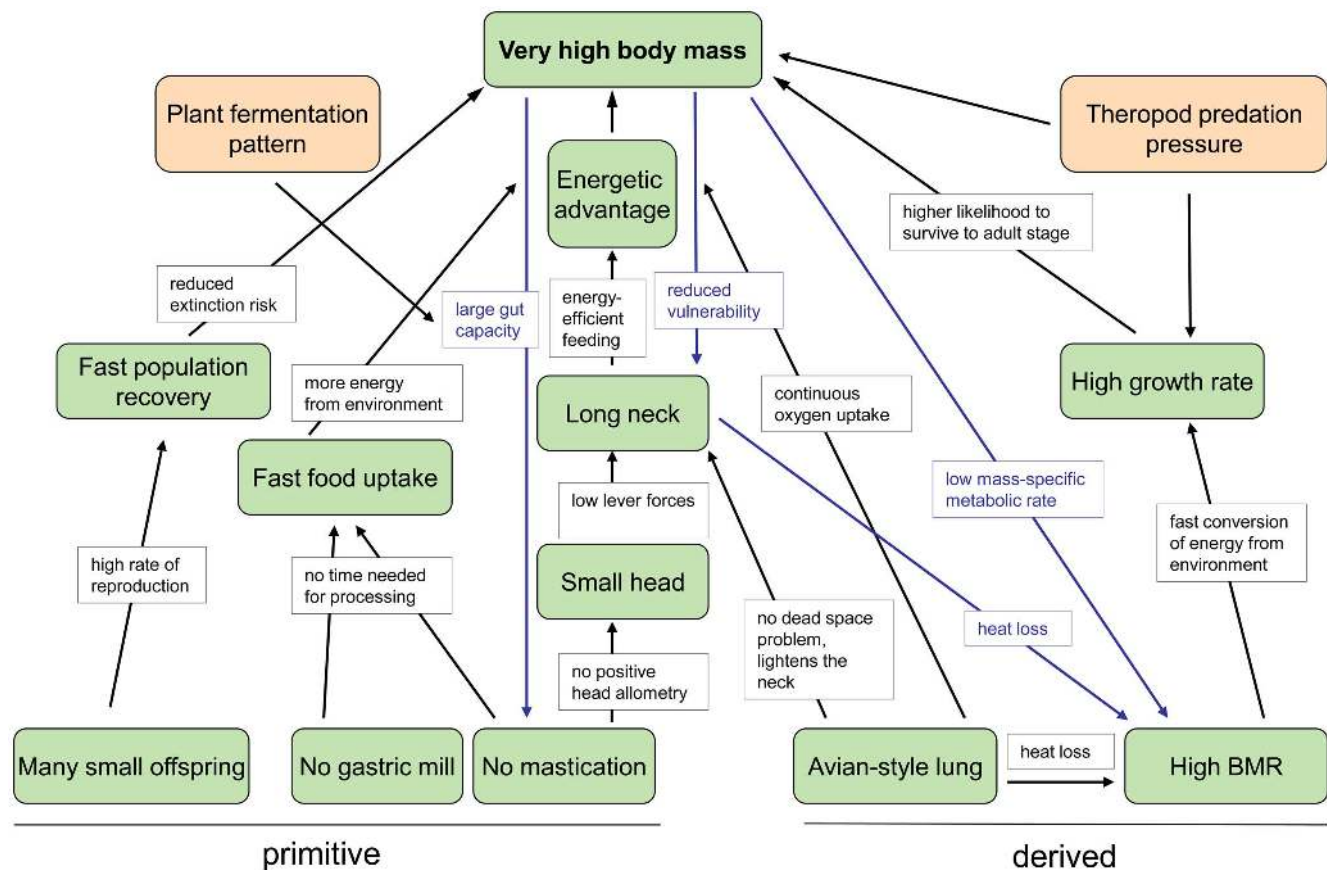 Very high body mass
Plant fermentation
pattern
Theropod predation
pressure
Energetic
advantage
higher likelihood to
survive to adult stage
reduced
extinction risk
large gut
capacity
energy-
efficient
feeding
reduced
vulnerability
Fast population
recovery
more energy
from environment
Long neck
continuous
oxygen uptake
High growth rate
Fast food uptake
low lever forces
low mass-specific
metabolic rate
high rate of
reproduction
no time needed
for processing
Small head
fast conversion
of energy from
environment
no dead space
problem,
lightens the
neck
heat loss
no positive
head allometry
Many small offspring
No gastric mill
No mastication
Avian-style lung
heat loss
High BMR
primitive
derived